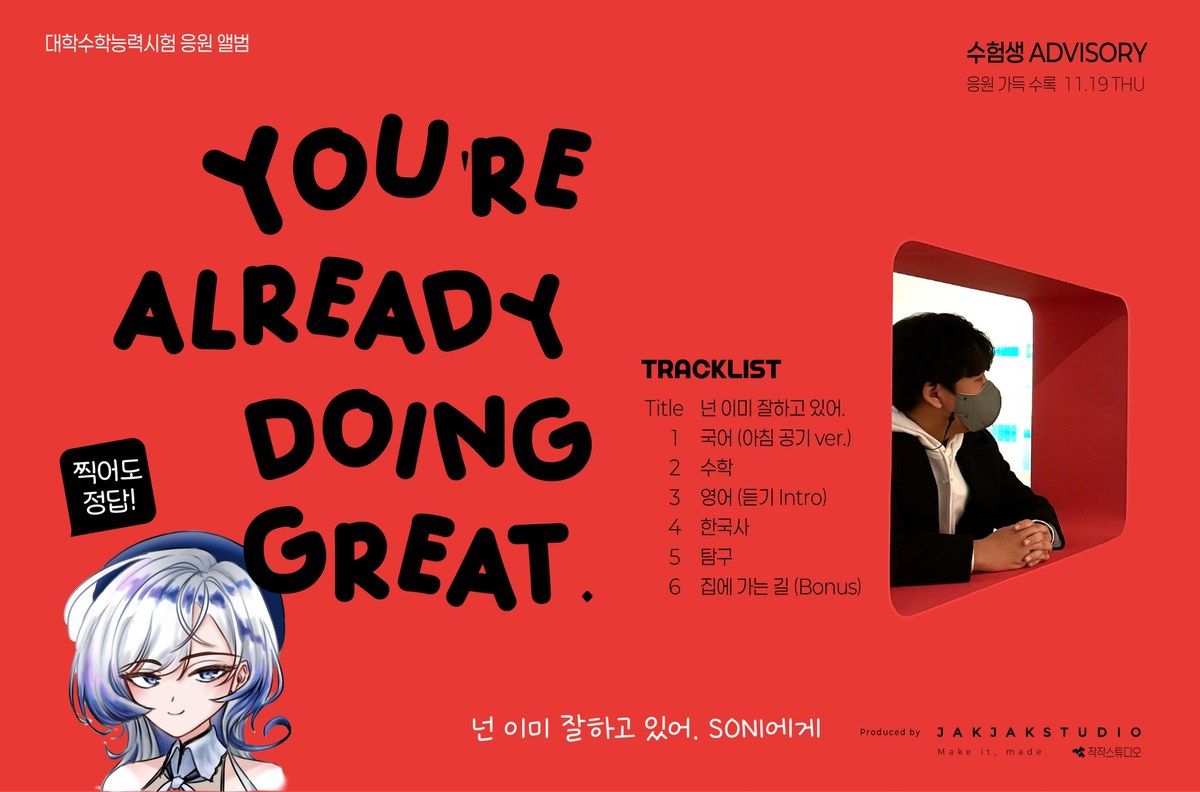 대학수학능력시험 응원 앨범
수험생 ADVISORY
응원 가득 수록 11.19 THU
YOU'RE
ALREADY
DOING
GREAT.
찍어도
정답!
TRACKLIST
Title 넌 이미 잘하고 있어.
1 국어 (아침 공기 ver.)
2 수학
3 영어 (듣기 Intro)
4 한국사
5 탐구
6 집에 가는 길 (Bonus)
넌 이미 잘하고 있어. SONI에게
Produced by JAKJAKSTUDIO
Make it, made. 작작스튜디오